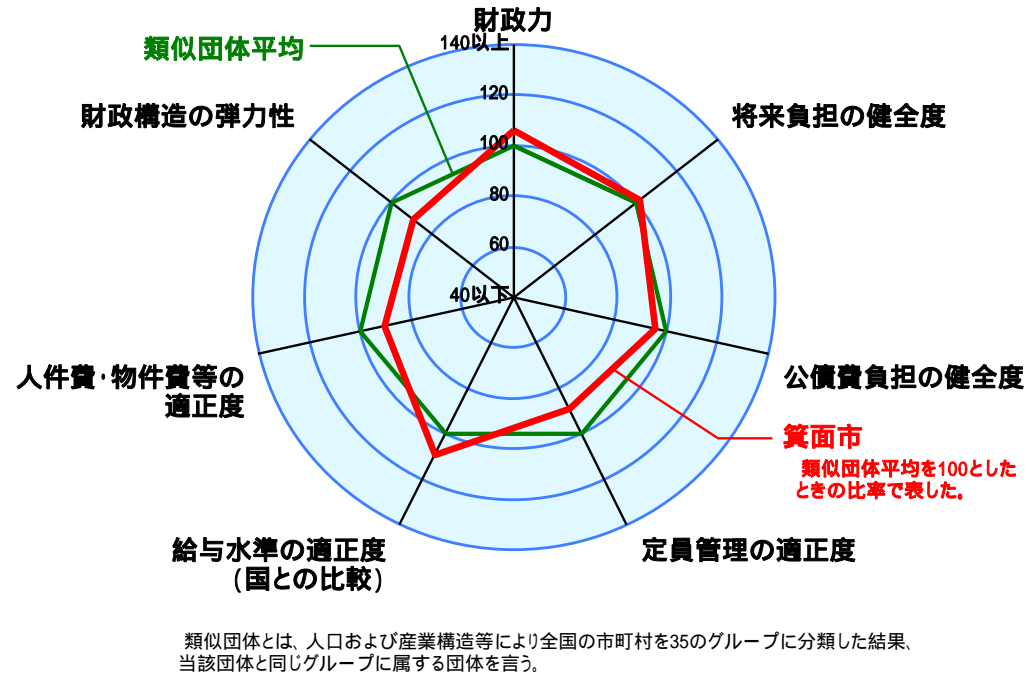 財政力
140以上
類似団体平均
120
財政構造の弾力性
将来負担の健全度
100
80
60
40以下
人件費･物件費等の
適正度
公債費負担の健全度
箕面市
類似団体平均を100とした
ときの比率で表した。
給与水準の適正度
(国との比較)
定員管理の適正度
類似団体とは、人口および産業構造等により全国の市町村を35のグループに分類した結果、
当該団体と同じグループに属する団体を言う。